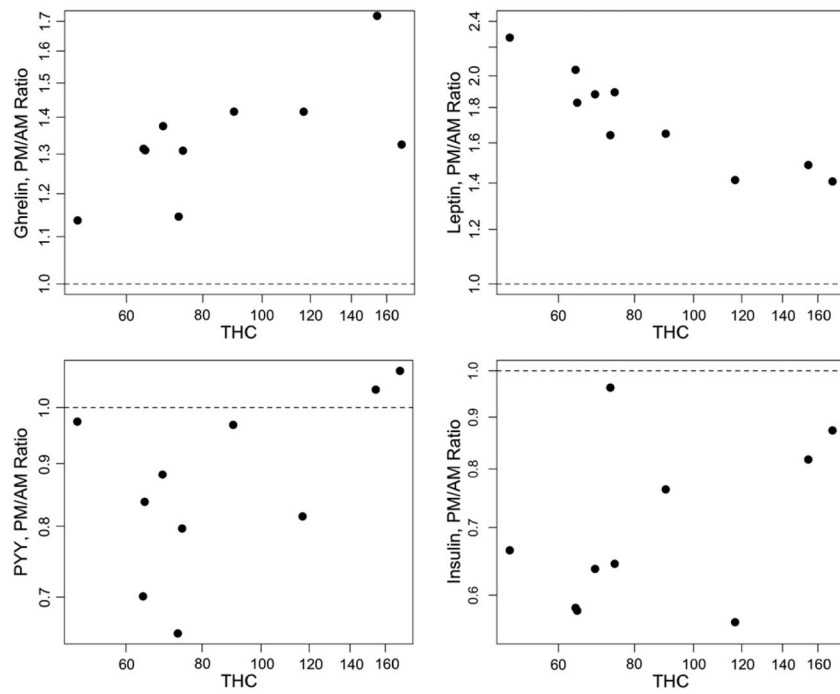 Ghrelin, PM/AM Ratio
1.7
1.6
1.5
1.4
1.3
1.2
1.1
1.0
60 80 100 120 140 160
THC
Leptin, PM/AM Ratio
2.4
2.0
1.8
1.6
1.4
1.2
1.0
60 80 100 120 140 160
THC
PYY, PM/AM Ratio
1.0
0.9
0.8
0.7
60 80 100 120 140 160
THC
Insulin, PM/AM Ratio
1.0
0.9
0.8
0.7
0.6
60 80 100 120 140 160
THC